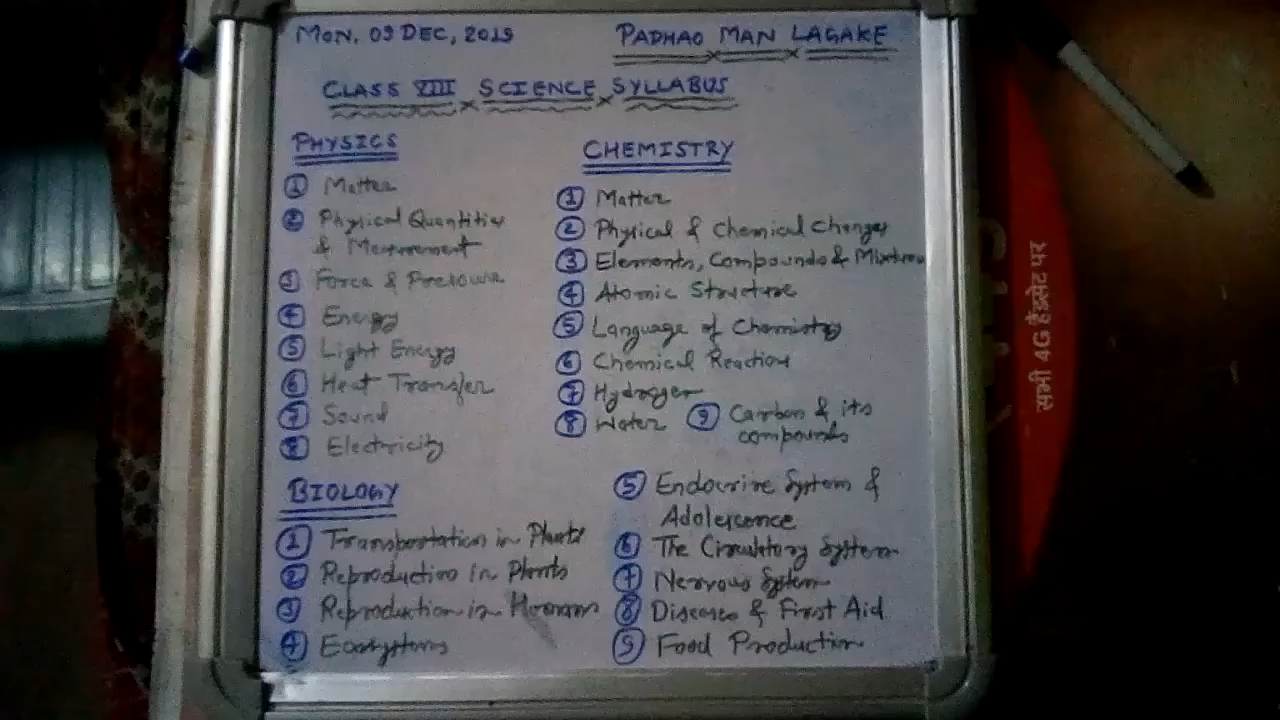 MON, 09 DEC, 2019
PADHAO MAN LAGAKE
CLASS VIII SCIENCE SYLLABUS
PHYSICS
① Matter
② Physical Quantities
& Measurement
③ Force & Pressure
④ Energy
⑤ Light Energy
⑥ Heat Transfer
⑦ Sound
⑧ Electricity
CHEMISTRY
① Matter
② Physical & Chemical Changes
③ Elements, Compounds & Mixtures
④ Atomic Structure
⑤ Language of Chemistry
⑥ Chemical Reaction
⑦ Hydrogen
⑧ Water ⑨ Carbon & its
compounds
BIOLOGY
① Transportation in Plants
② Reproduction in Plants
③ Reproduction in Humans
④ Ecosystems
⑤ Endocrine System &
Adolescence
⑥ The Circulatory System
⑦ Nervous System
⑧ Diseases & First Aid
⑨ Food Production
सभी 4G हैंडसेट पर